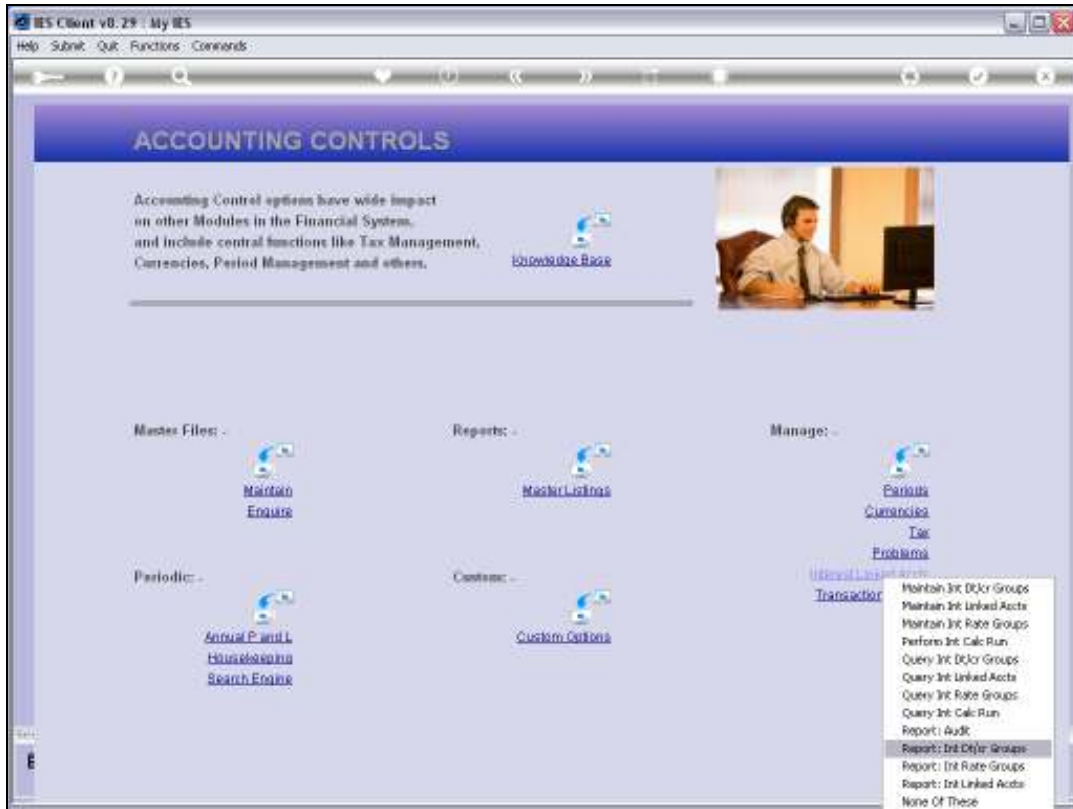 IES Client v8.29 : My IES
Help Submit Quit Functions Commands
ACCOUNTING CONTROLS
Accounting Control options have wide impact
on other Modules in the Financial System,
and include central functions like Tax Management,
Currencies, Period Management and others.
Knowledge Base
Master Files: -
Reports: -
Manage: -
Maintain
Enquire
Master Listings
Periods
Currencies
Tax
Problems
Interest Linked Accts
Transaction
Periodic: -
Custom: -
Annual P and L
Housekeeping
Search Engine
Custom Options
Maintain Int Dt/cr Groups
Maintain Int Linked Accts
Maintain Int Rate Groups
Perform Int Calc Run
Query Int Dt/cr Groups
Query Int Linked Accts
Query Int Rate Groups
Query Int Calc Run
Report: Audit
Report: Int Dt/cr Groups
Report: Int Rate Groups
Report: Int Linked Accts
None Of These